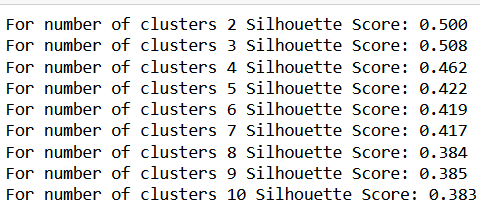 For number of clusters 2 Silhouette Score: 0.500
For number of clusters 3 Silhouette Score: 0.508
For number of clusters 4 Silhouette Score: 0.462
For number of clusters 5 Silhouette Score: 0.422
For number of clusters 6 Silhouette Score: 0.419
For number of clusters 7 Silhouette Score: 0.417
For number of clusters 8 Silhouette Score: 0.384
For number of clusters 9 Silhouette Score: 0.385
For number of clusters 10 Silhouette Score: 0.383